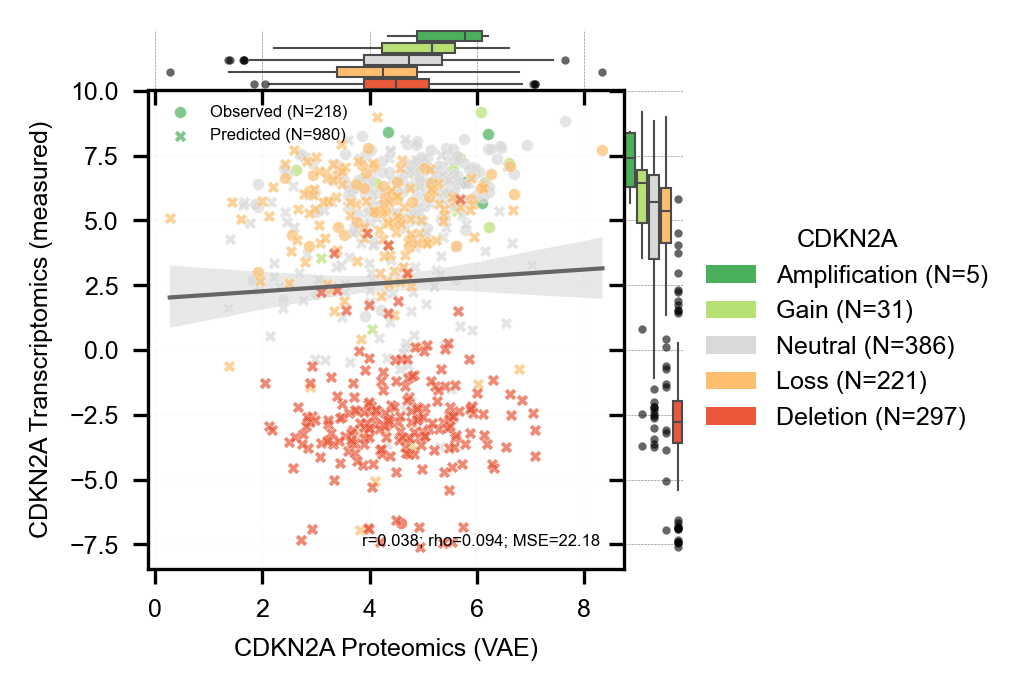 10.0
7.5
5.0
2.5
0.0
−2.5
−5.0
−7.5
CDKN2A Transcriptomics (measured)
Observed (N=218)
Predicted (N=980)
r=0.038; rho=0.094; MSE=22.18
0 2 4 6 8
CDKN2A Proteomics (VAE)
CDKN2A
Amplification (N=5)
Gain (N=31)
Neutral (N=386)
Loss (N=221)
Deletion (N=297)